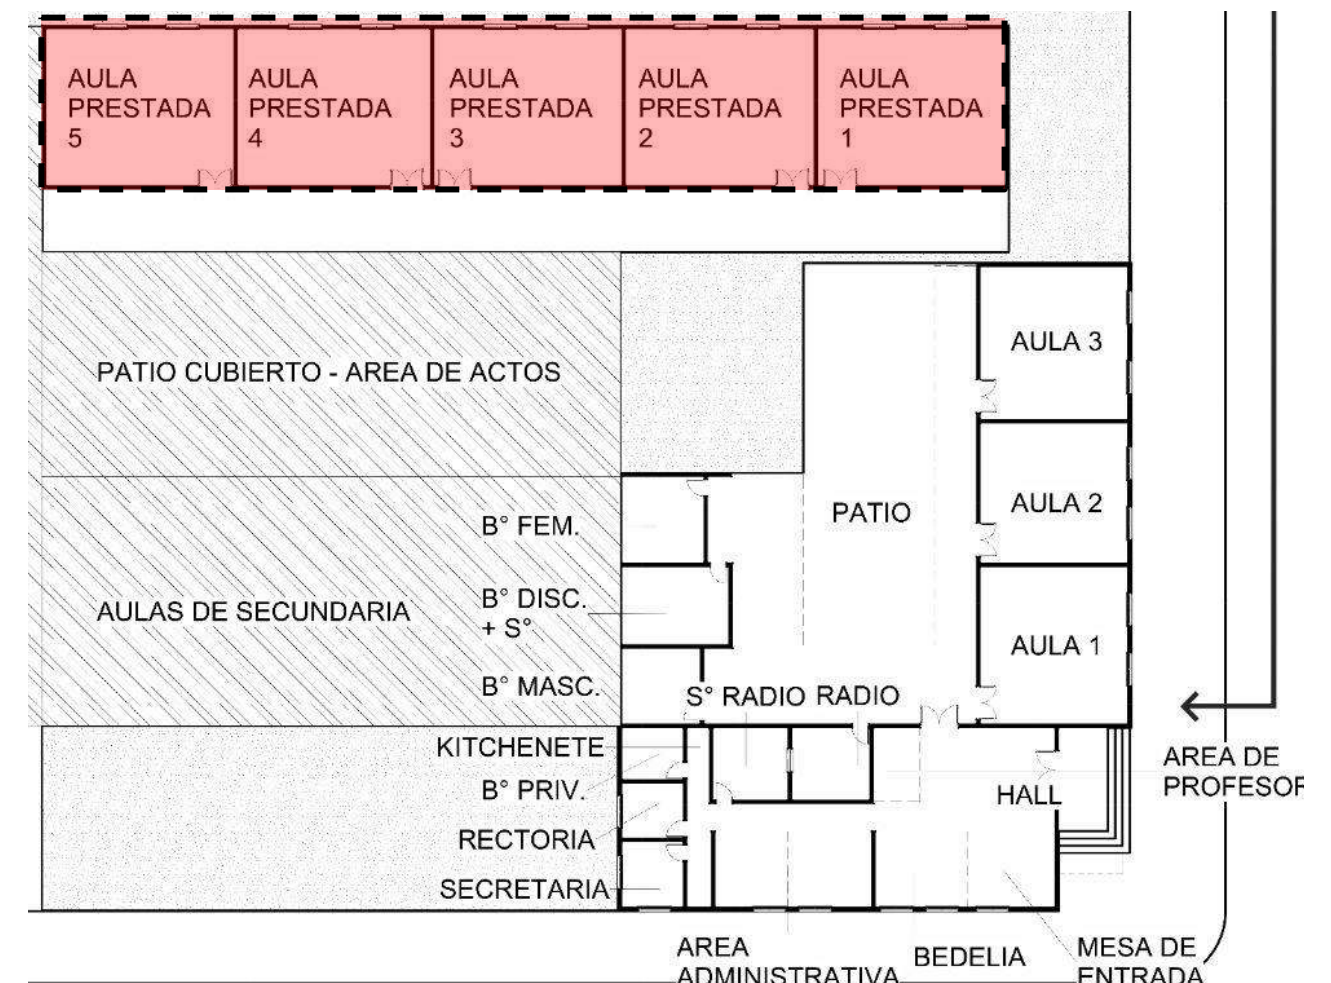 AULA
PRESTADA
5
AULA
PRESTADA
4
AULA
PRESTADA
3
AULA
PRESTADA
2
AULA
PRESTADA
1
PATIO CUBIERTO - AREA DE ACTOS
AULA 3
AULA 2
PATIO
B° FEM.
AULAS DE SECUNDARIA
B° DISC.
+ S°
AULA 1
B° MASC.
S° RADIO
RADIO
KITCHENETE
B° PRIV.
RECTORIA
SECRETARIA
HALL
AREA DE
PROFESOR
AREA
ADMINISTRATIVA
BEDELIA
MESA DE
ENTRADA